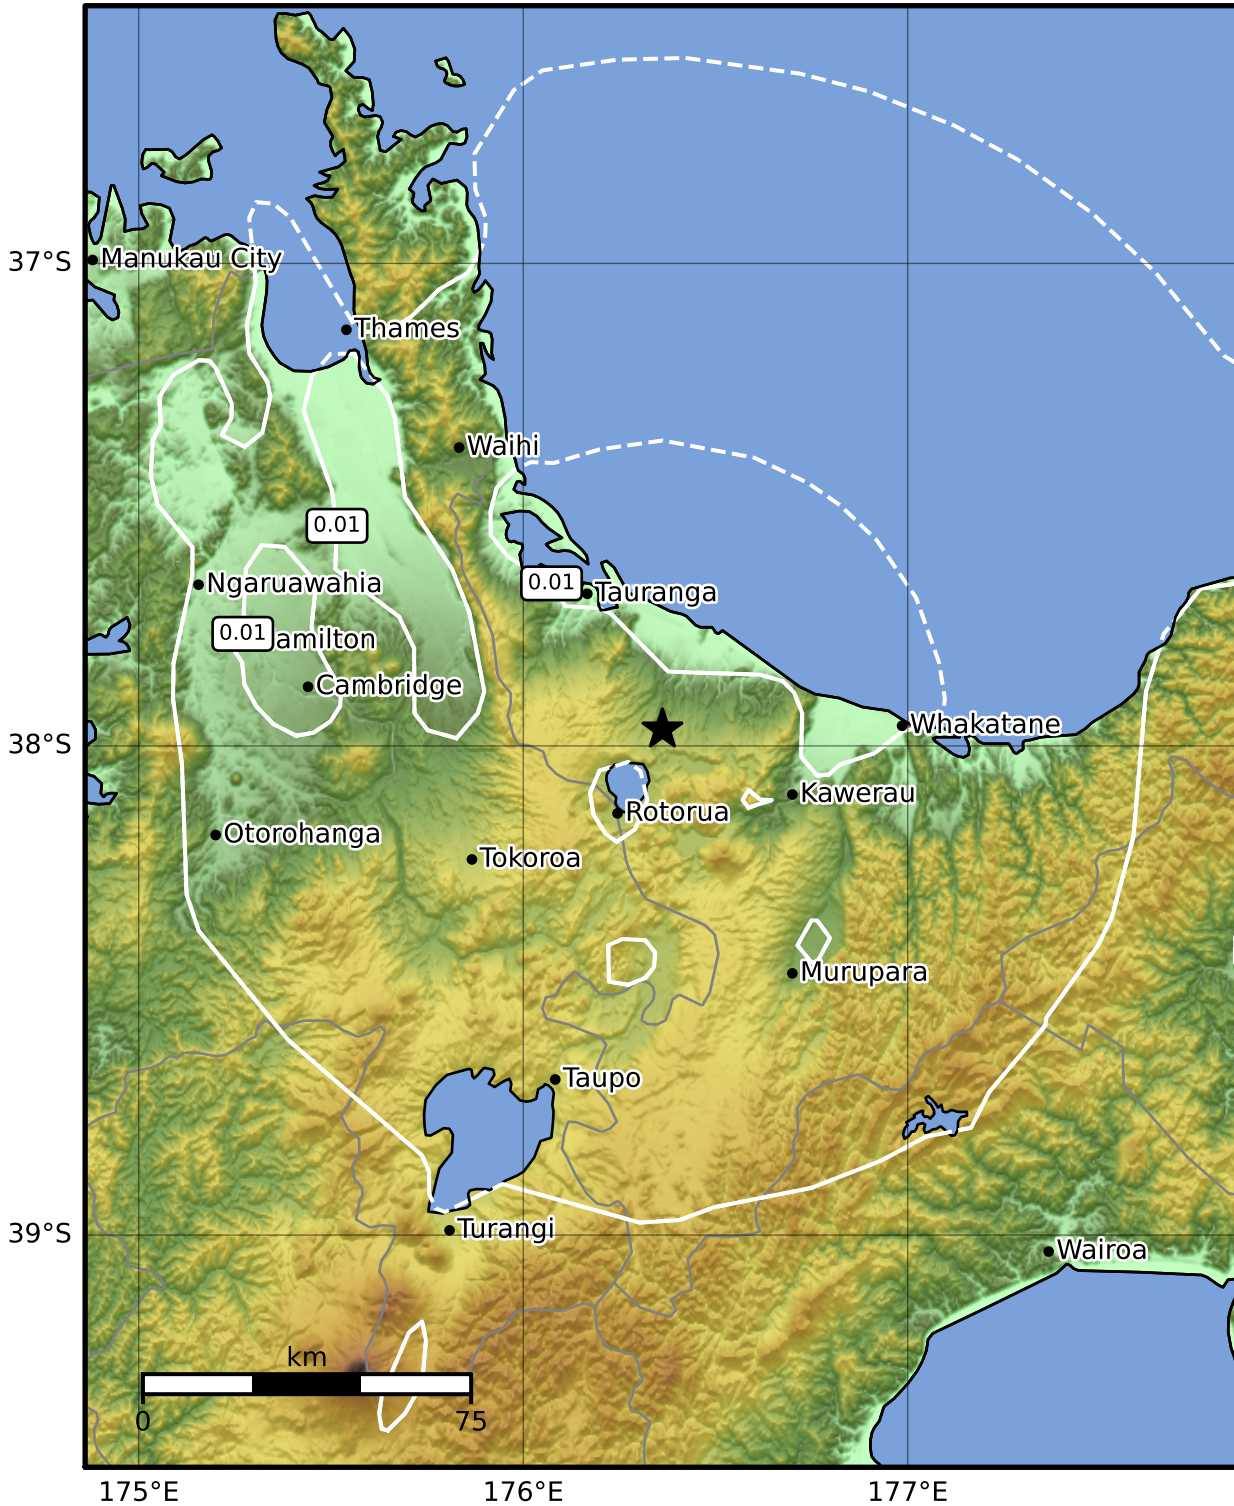 37°S
Manukau City
Thames
Waihi
0.01
Ngaruawahia
0.01
Tauranga
0.01
amilton
Cambridge
Whakatane
38°S
Kawerau
Rotorua
Otorohanga
Tokoroa
Murupara
Taupo
39°S
Turangi
Wairoa
km
0
75
175°E
176°E
177°E